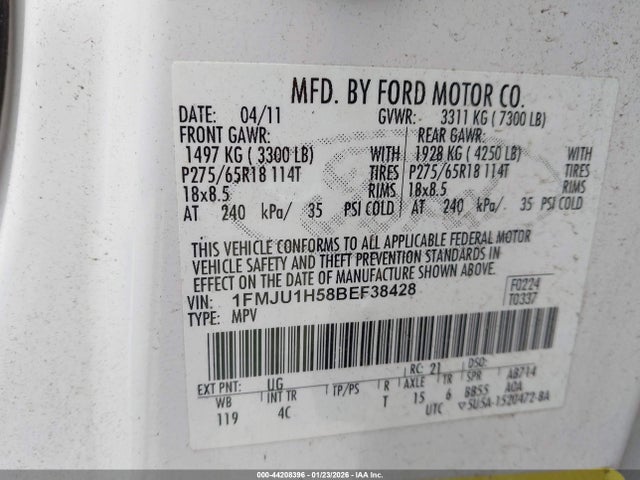 MFD. BY FORD MOTOR CO.
DATE: 04/11 GVWR: 3311 KG ( 7300 LB)
FRONT GAWR: REAR GAWR:
1497 KG ( 3300 LB) WITH 1928 KG ( 4250 LB) WITH
P275/65R18 114T TIRES P275/65R18 114T TIRES
18x8.5 RIMS 18x8.5 RIMS
AT 240 kPa/ 35 PSI COLD AT 240 kPa/ 35 PSI COLD
THIS VEHICLE CONFORMS TO ALL APPLICABLE FEDERAL MOTOR
VEHICLE SAFETY AND THEFT PREVENTION STANDARDS IN
EFFECT ON THE DATE OF MANUFACTURE SHOWN ABOVE.
VIN: 1FMJU1H58BEF38428 F0224
TYPE: MPV T0337
RC: 21 DSO:
EXT PNT: UG AXLE TR SPR A8714
WB INT TR TP/PS R 15 6 BB55 AOA
119 4C T UTC 5U5A-1520472-BA
000-44208396 - 01/23/2026 - IAA Inc.